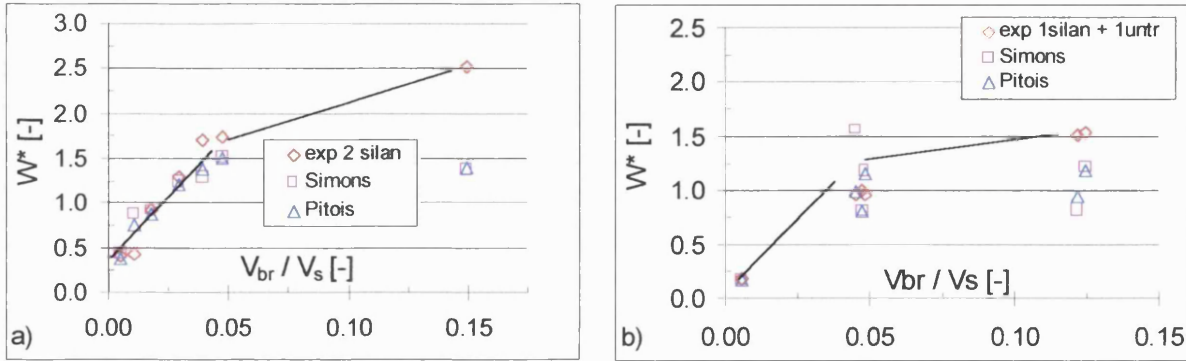 3.0
2.5
2.0
1.5
1.0
0.5
0.0
W* [-]
exp 2 silan
Simons
Pitois
V_br / V_s [-]
0.00 0.05 0.10 0.15
a)
2.5
2.0
1.5
1.0
0.5
0.0
W* [-]
exp 1silan + 1untr
Simons
Pitois
Vbr / Vs [-]
0.00 0.05 0.10 0.15
b)